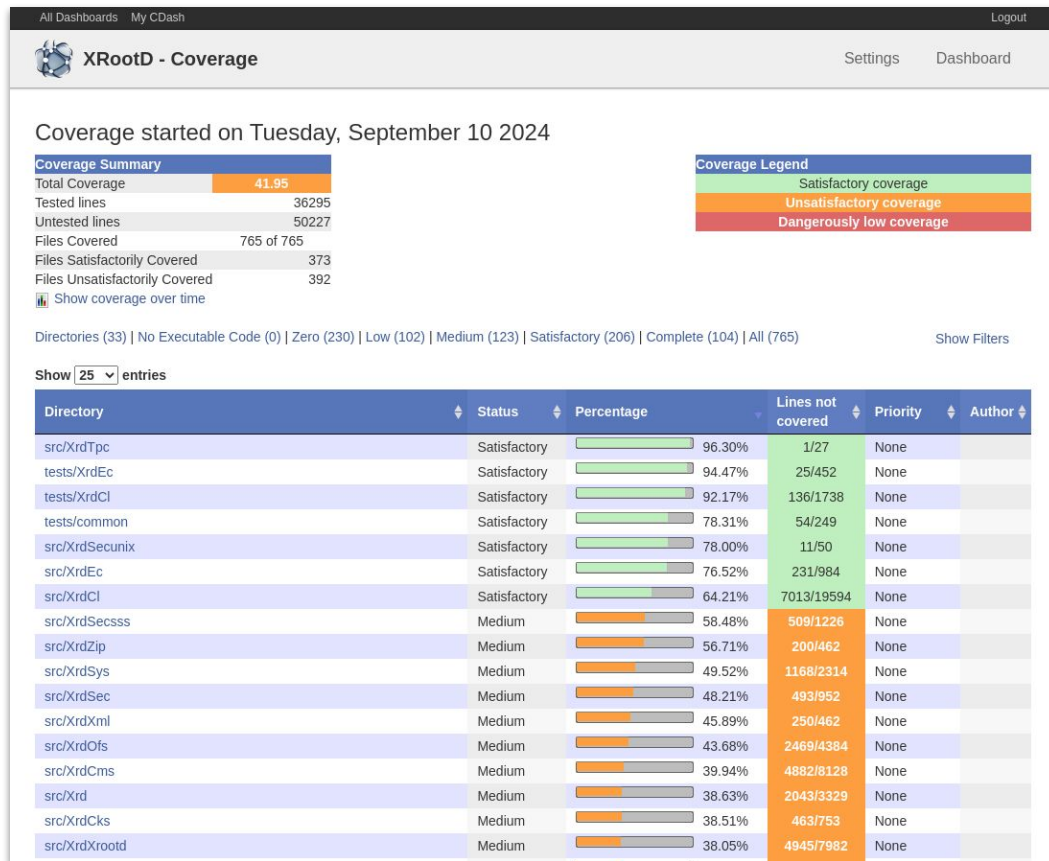 All Dashboards My CDash Logout
XRootD - Coverage Settings Dashboard
Coverage started on Tuesday, September 10 2024
Coverage Summary
Total Coverage 41.95
Tested lines 36295
Untested lines 50227
Files Covered 765 of 765
Files Satisfactorily Covered 373
Files Unsatisfactorily Covered 392
Show coverage over time
Coverage Legend
Satisfactory coverage
Unsatisfactory coverage
Dangerously low coverage
Directories (33) | No Executable Code (0) | Zero (230) | Low (102) | Medium (123) | Satisfactory (206) | Complete (104) | All (765) Show Filters
Show 25 entries
Directory Status Percentage Lines not covered Priority Author
src/XrdTpc Satisfactory 96.30% 1/27 None
tests/XrdEc Satisfactory 94.47% 25/452 None
tests/XrdCl Satisfactory 92.17% 136/1738 None
tests/common Satisfactory 78.31% 54/249 None
src/XrdSecunix Satisfactory 78.00% 11/50 None
src/XrdEc Satisfactory 76.52% 231/984 None
src/XrdCl Satisfactory 64.21% 7013/19594 None
src/XrdSecsss Medium 58.48% 509/1226 None
src/XrdZip Medium 56.71% 200/462 None
src/XrdSys Medium 49.52% 1168/2314 None
src/XrdSec Medium 48.21% 493/952 None
src/XrdXml Medium 45.89% 250/462 None
src/XrdOfs Medium 43.68% 2469/4384 None
src/XrdCms Medium 39.94% 4882/8128 None
src/Xrd Medium 38.63% 2043/3329 None
src/XrdCks Medium 38.51% 463/753 None
src/XrdXrootd Medium 38.05% 4945/7982 None